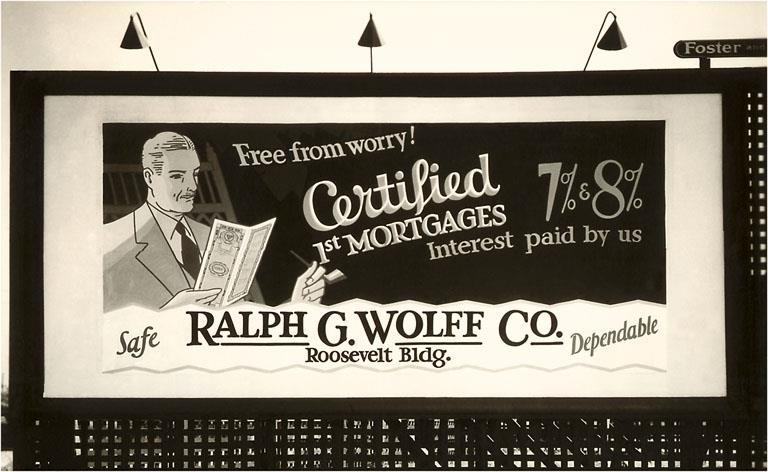 Foster and
Free from worry!
Certified
1st MORTGAGES
7% & 8%
Interest paid by us
Safe
RALPH G. WOLFF CO.
Dependable
Roosevelt Bldg.